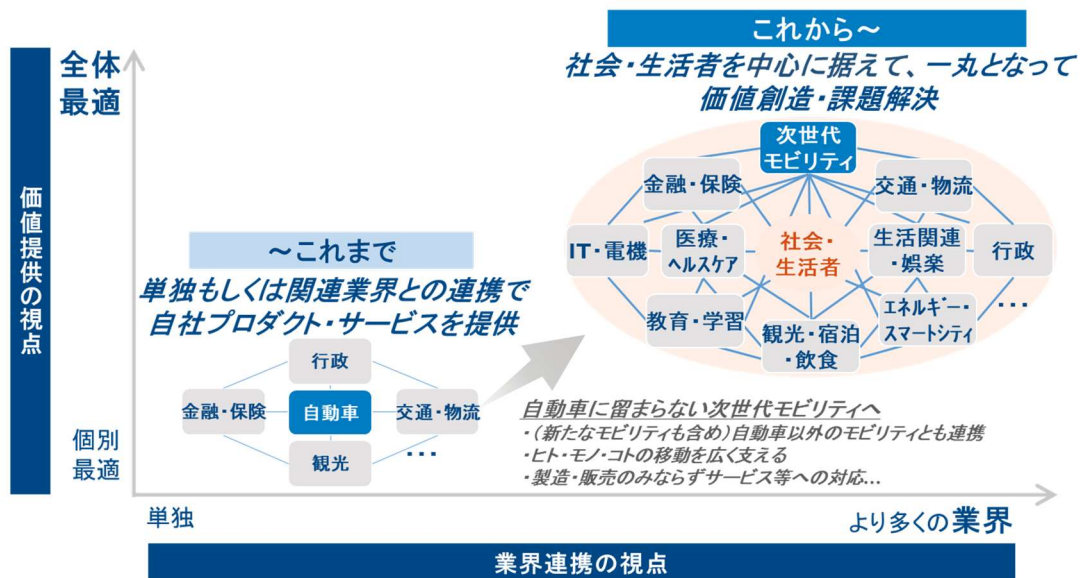 これから～
社会・生活者を中心に据えて、一丸となって
価値創造・課題解決
全体
最適
価値提供の視点
次世代
モビリティ
金融・保険
交通・物流
IT・電機
医療・
ヘルスケア
社会・
生活者
生活関連
・娯楽
行政
教育・学習
観光・宿泊
・飲食
エネルギー・
スマートシティ
・・・
～これまで
単独もしくは関連業界との連携で
自社プロダクト・サービスを提供
行政
金融・保険
自動車
交通・物流
観光
・・・
自動車に留まらない次世代モビリティへ
・（新たなモビリティも含め）自動車以外のモビリティとも連携
・ヒト・モノ・コトの移動を広く支える
・製造・販売のみならずサービス等への対応…
個別
最適
単独
より多くの業界
業界連携の視点